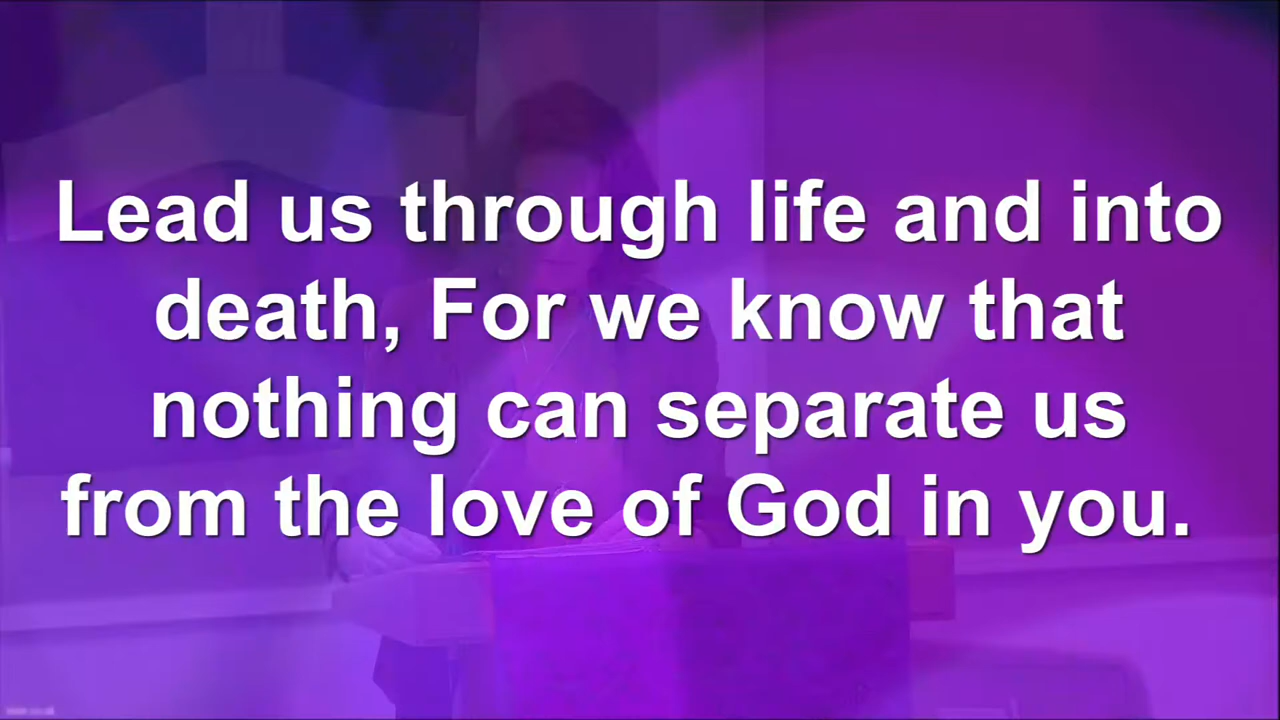 Lead us through life and into
death, For we know that
nothing can separate us
from the love of God in you.